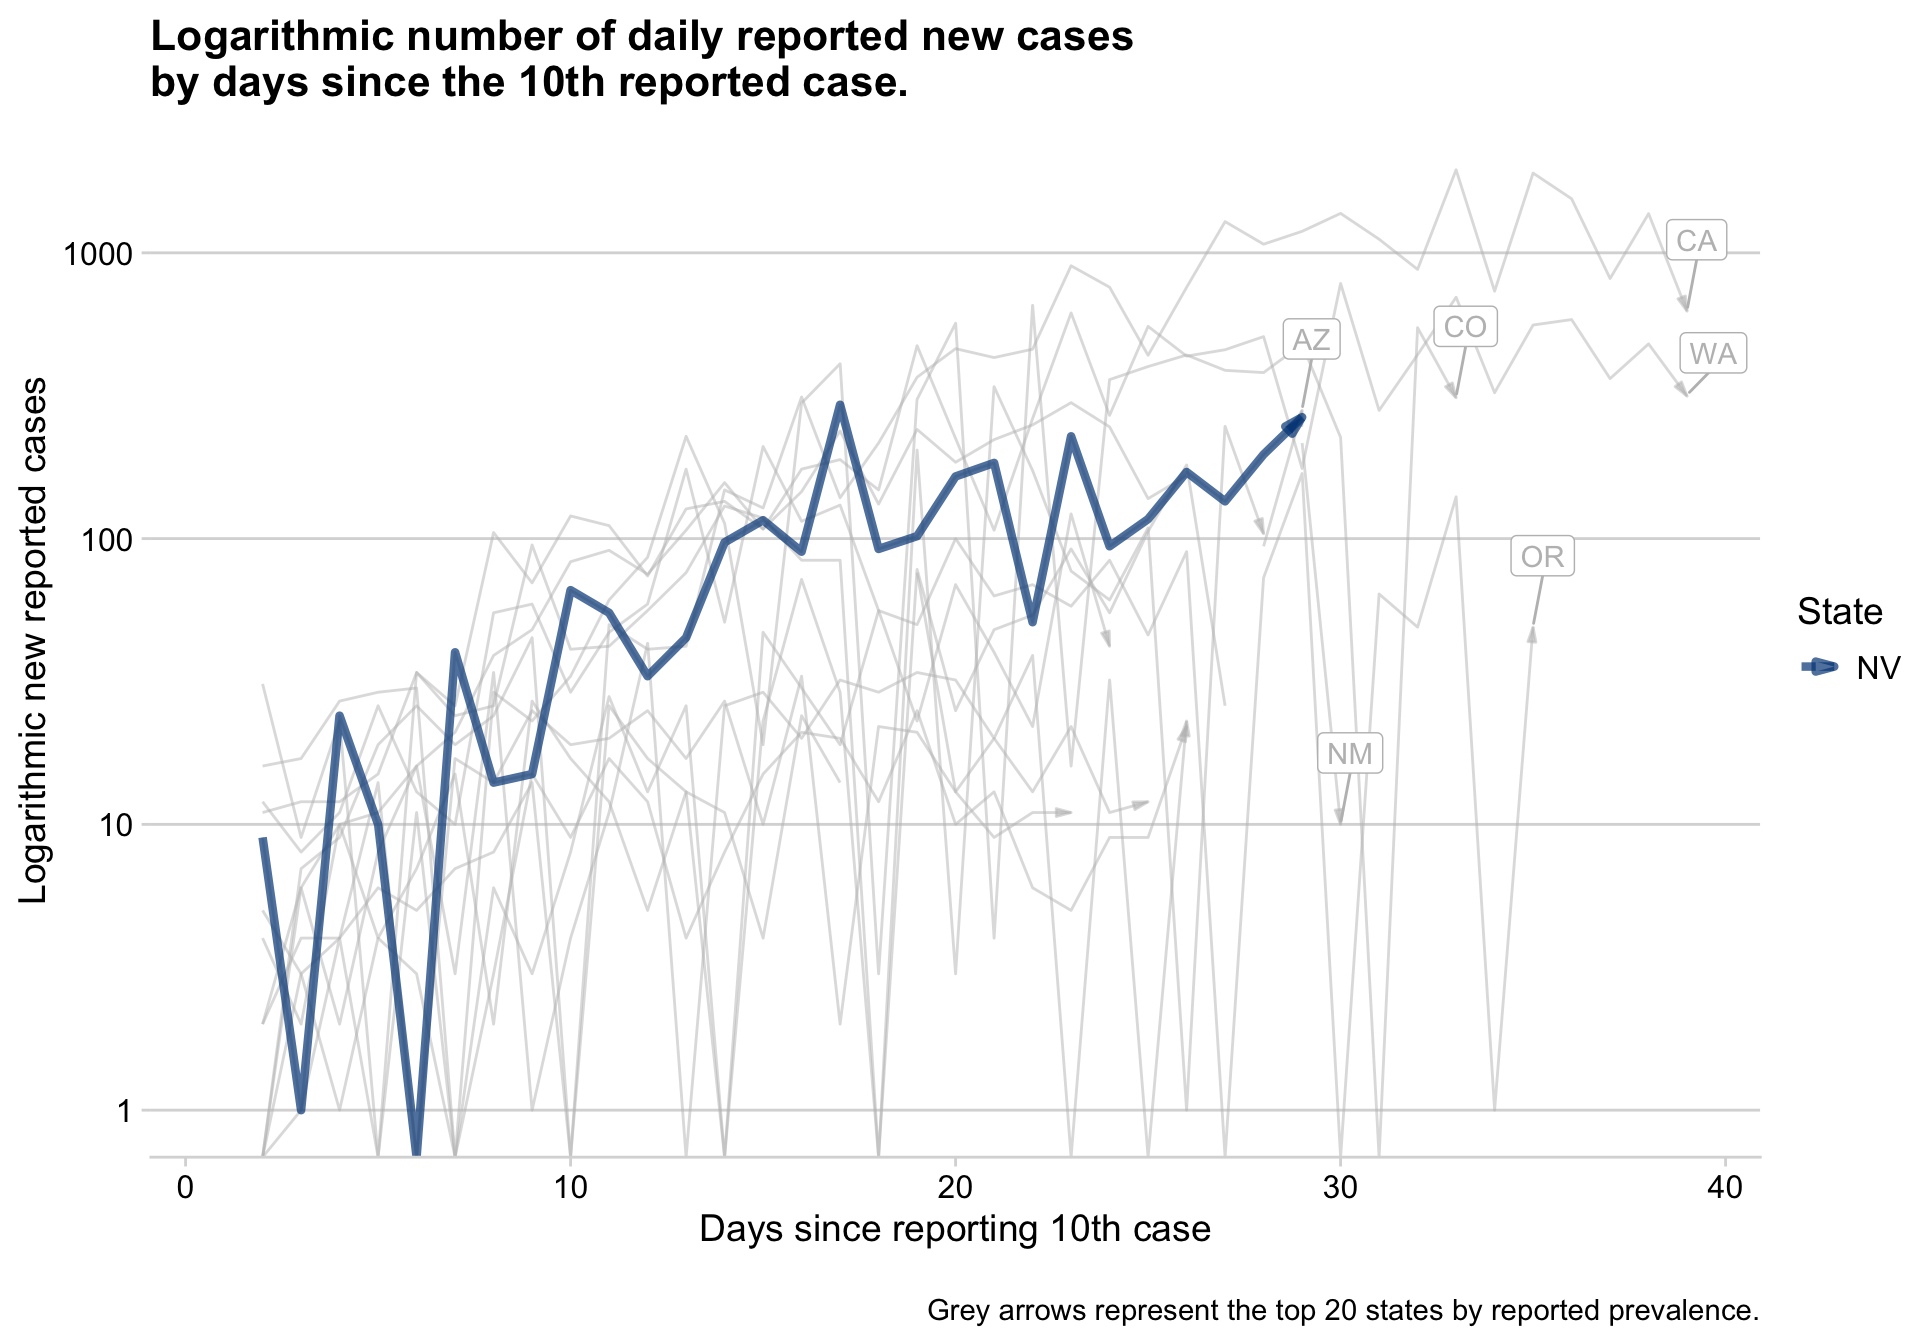 Logarithmic number of daily reported new cases
by days since the 10th reported case.
Logarithmic new reported cases
1000
100
10
1
CA
CO
AZ
WA
OR
NM
State
NV
0 10 20 30 40
Days since reporting 10th case
Grey arrows represent the top 20 states by reported prevalence.